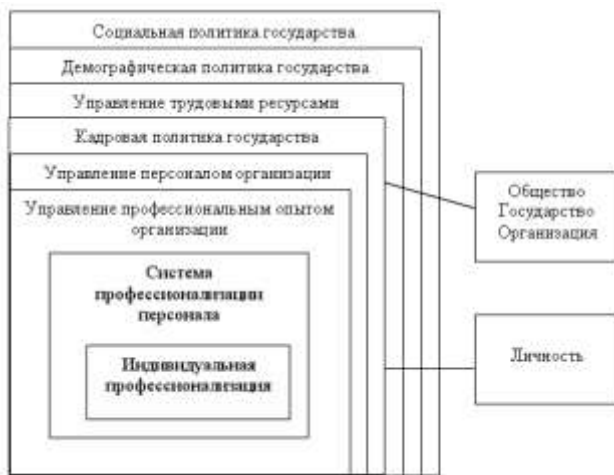 Социальная политика государства
Демографическая политика государства
Управление трудовыми ресурсами
Кадровая политика государства
Управление персоналом организации
Управление профессиональным опытом
организации
Система
профессионализации
персонала
Индивидуальная
профессионализация
Общество
Государство
Организация
Личность